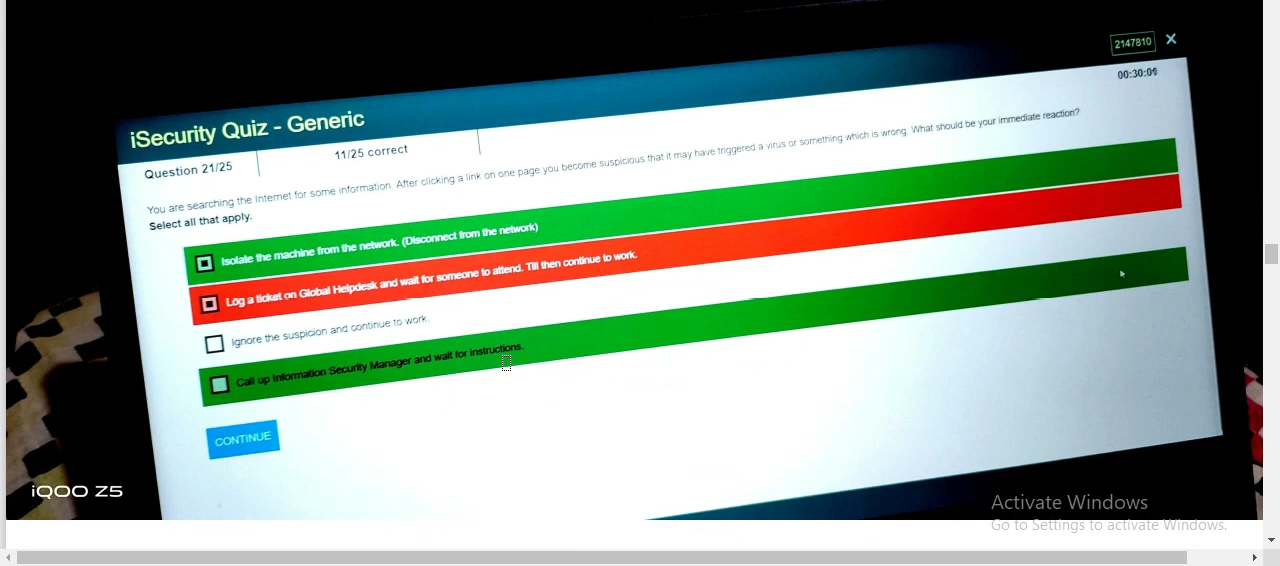 2147810
iSecurity Quiz - Generic
00:30:01
Question 21/25
11/25 correct
You are searching the Internet for some information. After clicking a link on one page you become suspicious that it may have triggered a virus or something which is wrong. What should be your immediate reaction?
Select all that apply.
Isolate the machine from the network. (Disconnect from the network)
Log a ticket on Global Helpdesk and wait for someone to attend. Till then continue to work.
Ignore the suspicion and continue to work.
Call up Information Security Manager and wait for instructions.
CONTINUE
iQOO Z5
Activate Windows
Go to Settings to activate Windows.